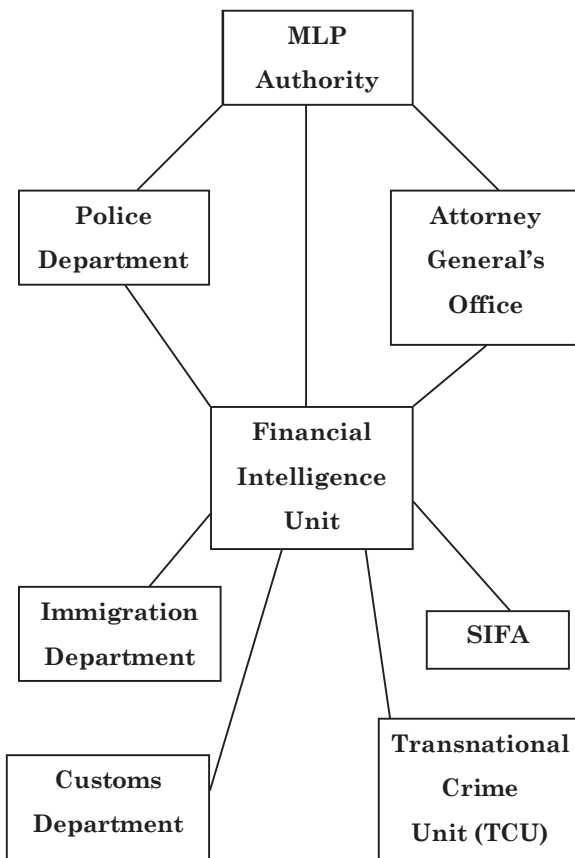 MLP
Authority
Police
Department
Attorney
General’s
Office
Financial
Intelligence
Unit
Immigration
Department
SIFA
Customs
Department
Transnational
Crime
Unit (TCU)